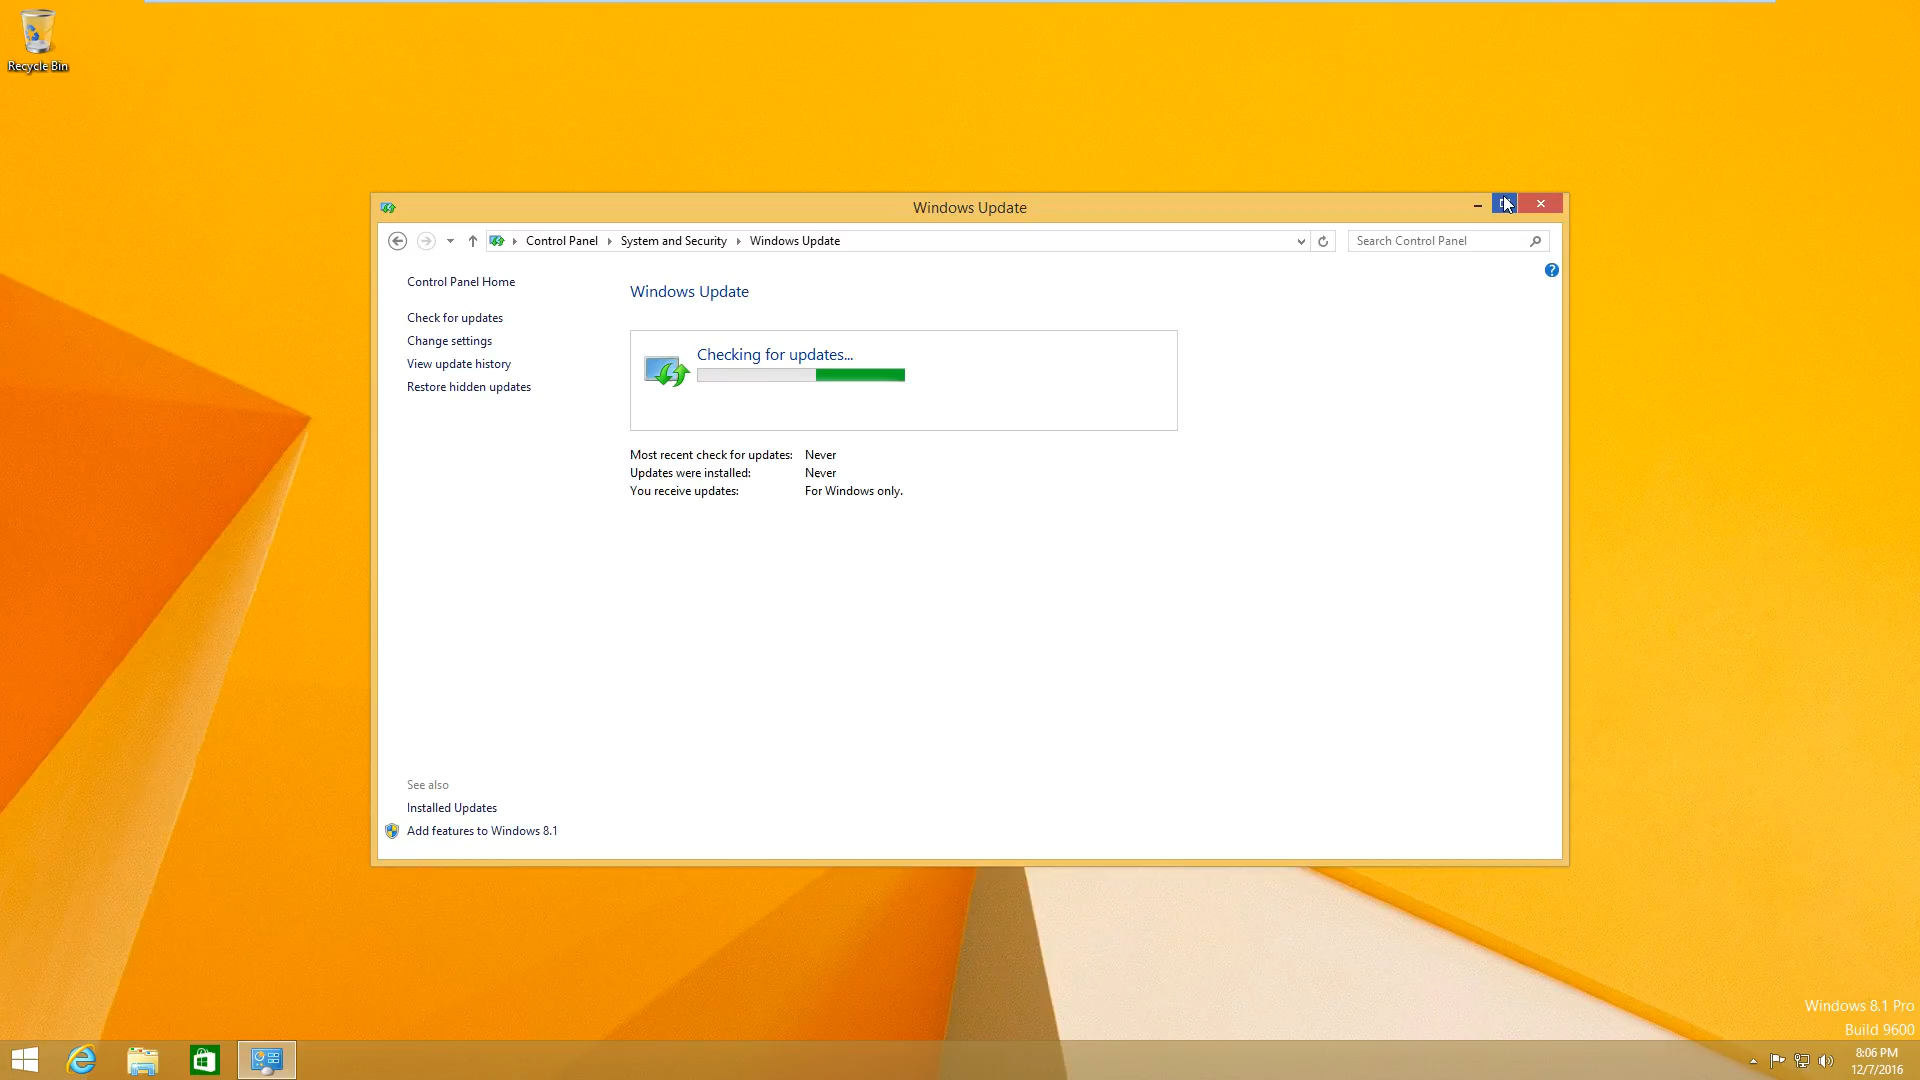 Recycle Bin
Windows Update
Control Panel System and Security Windows Update
Search Control Panel
Control Panel Home
Check for updates
Change settings
View update history
Restore hidden updates
Windows Update
Checking for updates...
Most recent check for updates: Never
Updates were installed: Never
You receive updates: For Windows only.
See also
Installed Updates
Add features to Windows 8.1
Windows 8.1 Pro
Build 9600
8:06 PM
12/7/2016